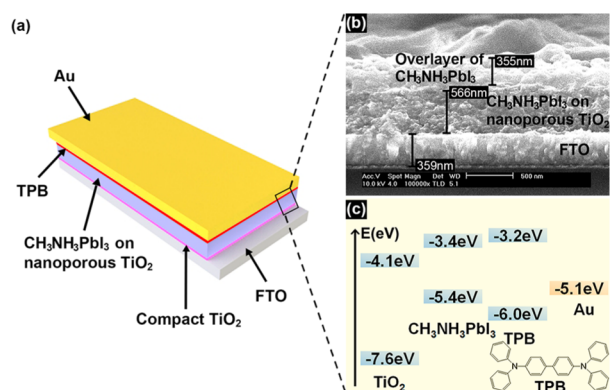 (a)
Au
TPB
CH₃NH₃PbI₃ on
nanoporous TiO₂
Compact TiO₂
FTO
(b)
Overlayer of
CH₃NH₃PbI₃
355nm
566nm
CH₃NH₃PbI₃ on
nanoporous TiO₂
FTO
359nm
Acc.V Spot Magn Det WD
10.0 kV 4.0 100000x TLD 5.1
500 nm
(c)
E(eV)
-4.1eV
-7.6eV
TiO₂
-3.4eV
-5.4eV
CH₃NH₃PbI₃
-3.2eV
-6.0eV
TPB
-5.1eV
Au
N
N
TPB